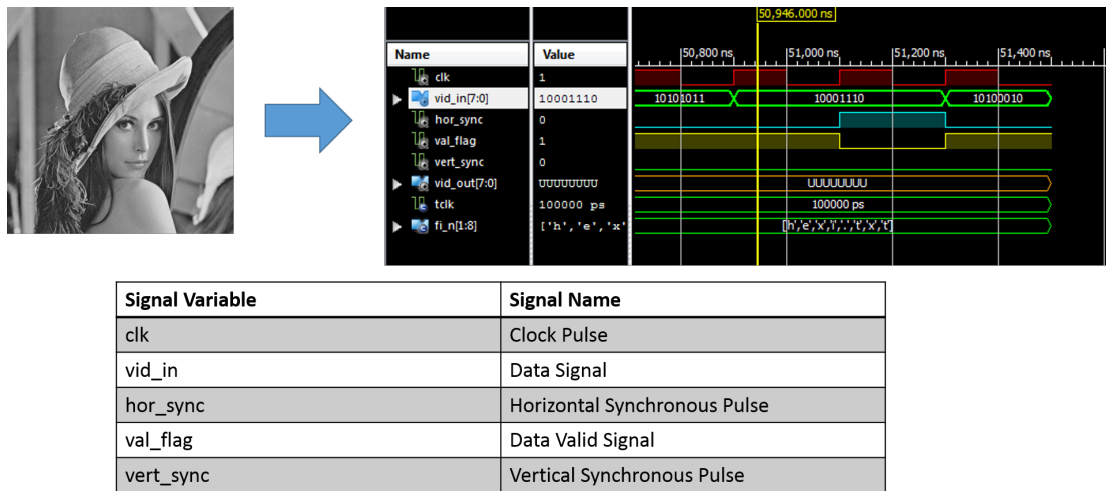 50,946.000 ns
Name Value
50,800 ns 51,000 ns 51,200 ns 51,400 ns
clk 1
vid_in[7:0] 10001110 10101011 10001110 10100010
hor_sync 0
val_flag 1
vert_sync 0
vid_out[7:0] UUUUUUUU UUUUUUUU
tclk 100000 ps 100000 ps
fi_n[1:8] ['h','e','x' [h','e','x','i','.','t','x','t']
Signal Variable Signal Name
clk Clock Pulse
vid_in Data Signal
hor_sync Horizontal Synchronous Pulse
val_flag Data Valid Signal
vert_sync Vertical Synchronous Pulse